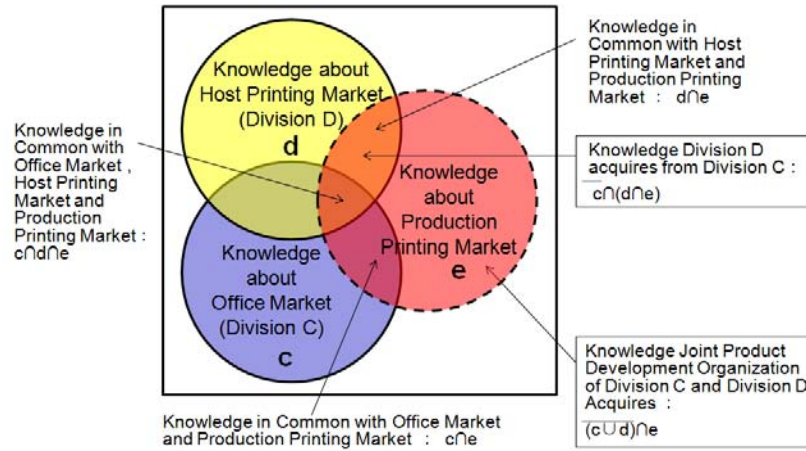 Knowledge in
Common with Host
Printing Market and
Production Printing
Market : d∩e
Knowledge about
Host Printing Market
(Division D)
d
Knowledge in
Common with
Office Market ,
Host Printing
Market and
Production
Printing Market :
c∩d∩e
Knowledge Division D
acquires from Division C :
c̅∩(d∩e)
Knowledge
about
Production
Printing Market
e
Knowledge
about
Office Market
(Division C)
c
Knowledge Joint Product
Development Organization
of Division C and Division D
Acquires :
(c̅∪̅d̅)∩e
Knowledge in Common with Office Market
and Production Printing Market : c∩e